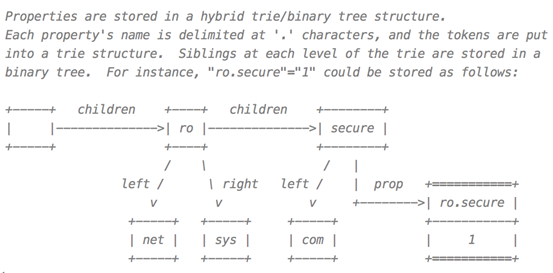 Properties are stored in a hybrid trie/binary tree structure.
Each property's name is delimited at '.' characters, and the tokens are put
into a trie structure.  Siblings at each level of the trie are stored in a
binary tree.  For instance, "ro.secure"="1" could be stored as follows:

+-----+   children    +----+   children    +--------+
|     |-------------->| ro |-------------->| secure |
+-----+               +----+               +--------+
                      /    \                /   |
                left /      \ right   left /    |  prop   +===========+
                    v        v            v     +-------->| ro.secure |
                 +-----+   +-----+     +-----+            +-----------+
                 | net |   | sys |     | com |            |     1     |
                 +-----+   +-----+     +-----+            +===========+